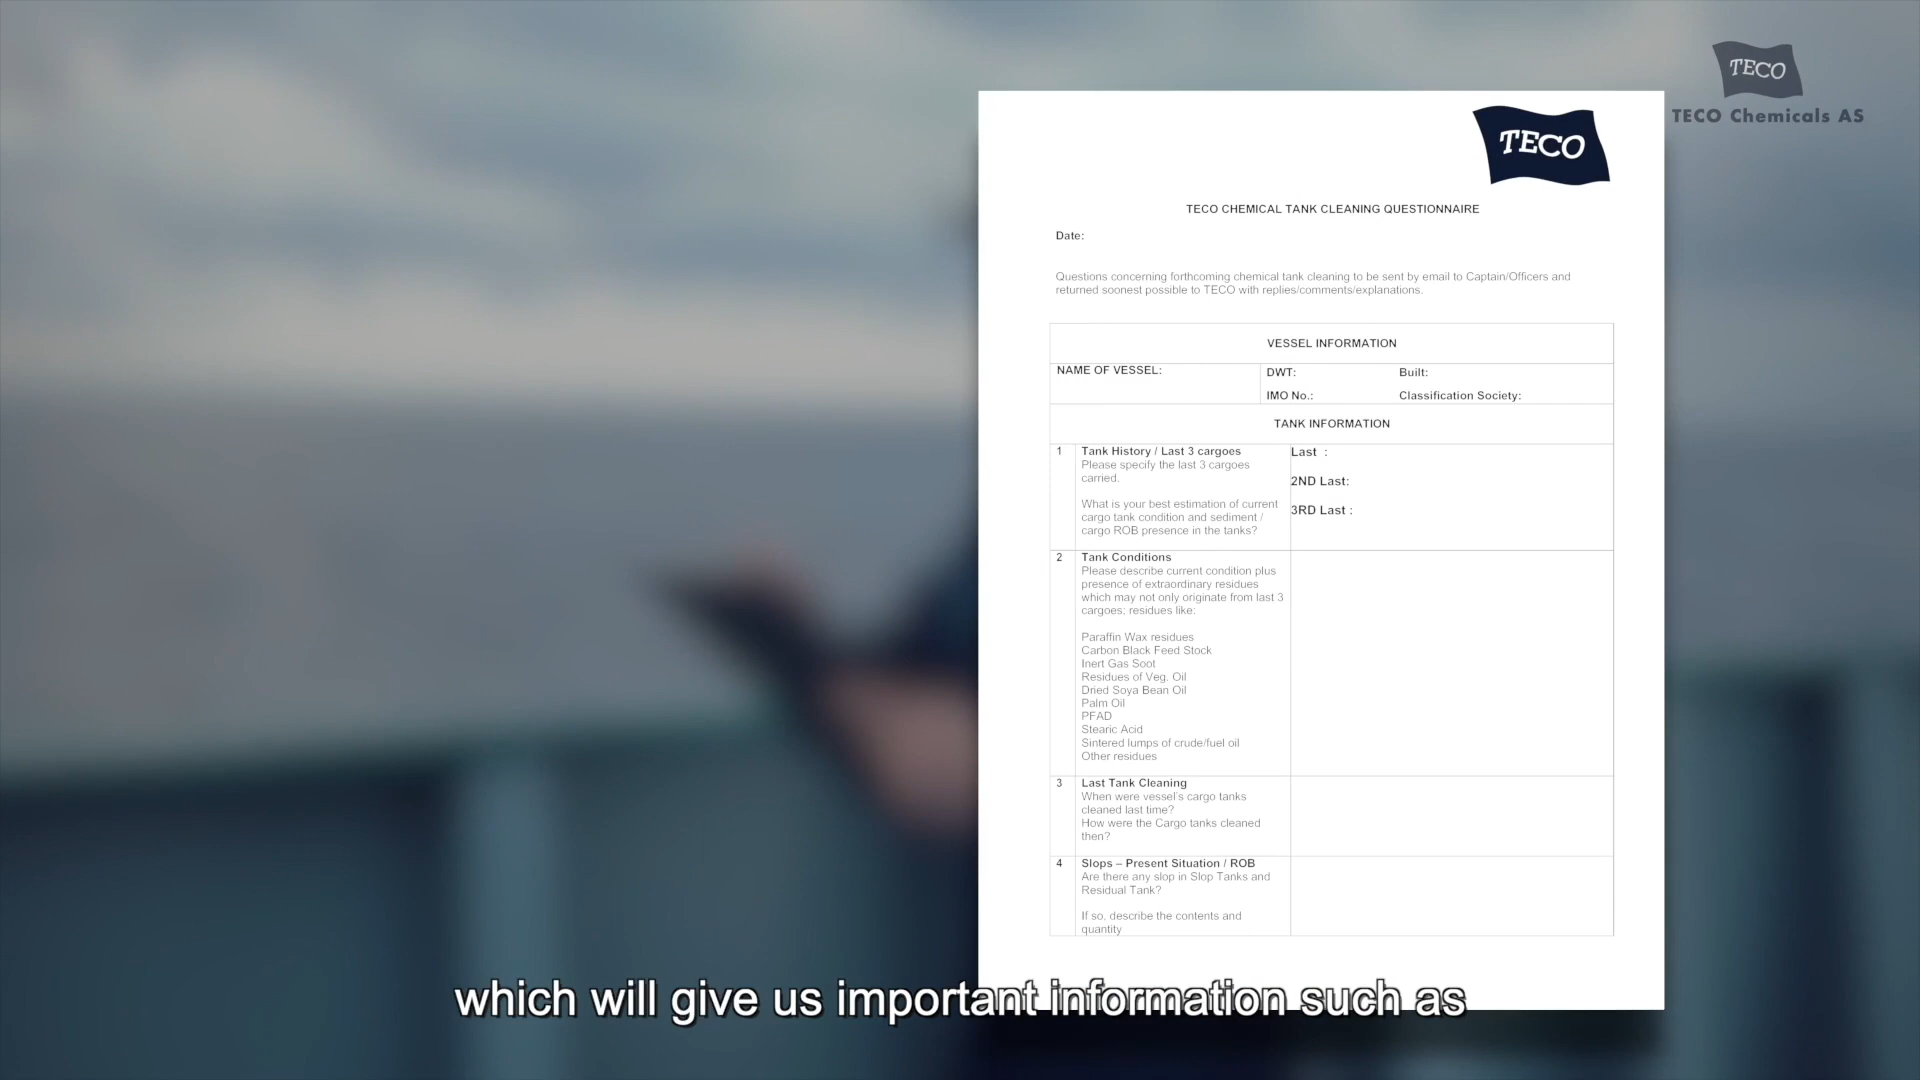 TECO
TECO Chemicals AS
TECO
TECO CHEMICAL TANK CLEANING QUESTIONNAIRE
Date:
Questions concerning forthcoming chemical tank cleaning to be sent by email to Captain/Officers and
returned soonest possible to TECO with replies/comments/explanations.
VESSEL INFORMATION
NAME OF VESSEL:
DWT: Built:
IMO No.: Classification Society:
TANK INFORMATION
1 Tank History / Last 3 cargoes
Please specify the last 3 cargoes
carried.
What is your best estimation of current
cargo tank condition and sediment /
cargo ROB presence in the tanks?
Last :
2ND Last:
3RD Last :
2 Tank Conditions
Please describe current condition plus
presence of extraordinary residues
which may not only originate from last 3
cargoes; residues like:
Paraffin Wax residues
Carbon Black Feed Stock
Inert Gas Soot
Residues of Veg. Oil
Dried Soya Bean Oil
Palm Oil
PFAD
Stearic Acid
Sintered lumps of crude/fuel oil
Other residues
3 Last Tank Cleaning
When were vessel's cargo tanks
cleaned last time?
How were the Cargo tanks cleaned
then?
4 Slops – Present Situation / ROB
Are there any slop in Slop Tanks and
Residual Tank?
If so, describe the contents and
quantity
which will give us important information such as